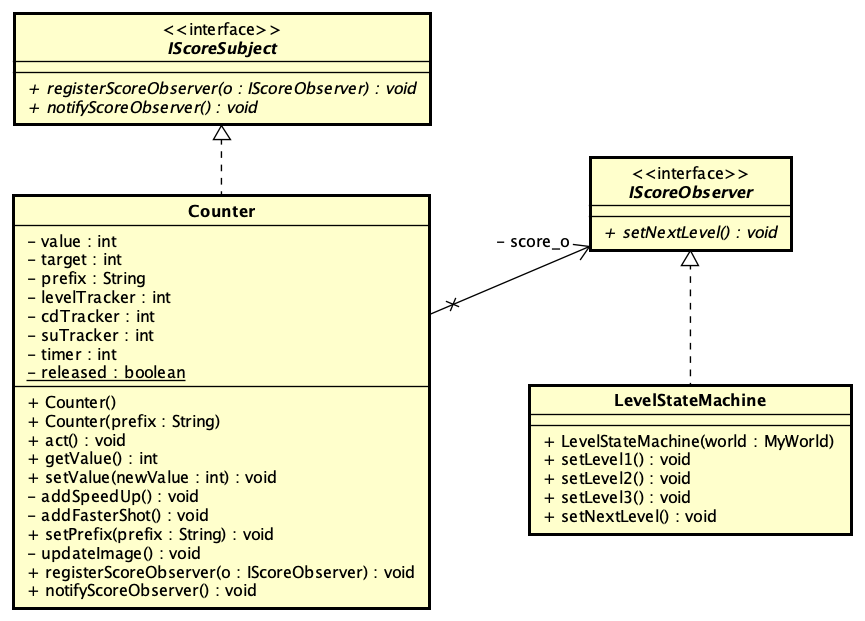 <<interface>>
IScoreSubject
+ registerScoreObserver(o : IScoreObserver) : void
+ notifyScoreObserver() : void
<<interface>>
IScoreObserver
+ setNextLevel() : void
Counter
- value : int
- target : int
- prefix : String
- levelTracker : int
- cdTracker : int
- suTracker : int
- timer : int
- released : boolean
+ Counter()
+ Counter(prefix : String)
+ act() : void
+ getValue() : int
+ setValue(newValue : int) : void
- addSpeedUp() : void
- addFasterShot() : void
+ setPrefix(prefix : String) : void
- updateImage() : void
+ registerScoreObserver(o : IScoreObserver) : void
+ notifyScoreObserver() : void
- score_o
LevelStateMachine
+ LevelStateMachine(world : MyWorld)
+ setLevel1() : void
+ setLevel2() : void
+ setLevel3() : void
+ setNextLevel() : void